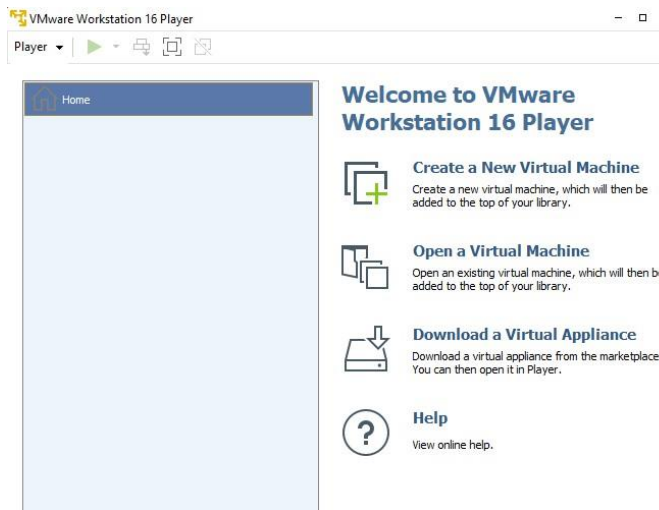 VMware Workstation 16 Player
Player
Home
Welcome to VMware
Workstation 16 Player
Create a New Virtual Machine
Create a new virtual machine, which will then be
added to the top of your library.
Open a Virtual Machine
Open an existing virtual machine, which will then b
added to the top of your library.
Download a Virtual Appliance
Download a virtual appliance from the marketplace
You can then open it in Player.
?
Help
View online help.